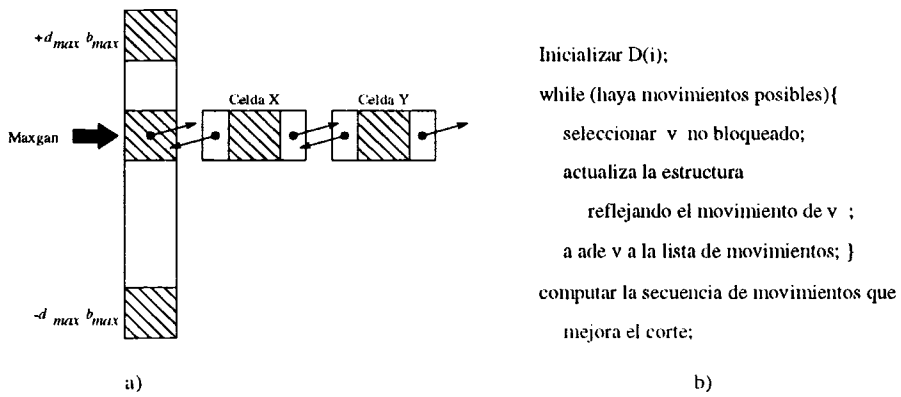 +d max b max
Celda X
Celda Y
Maxgan
-d max b max
a)
Inicializar D(i);
while (haya movimientos posibles){
seleccionar v no bloqueado;
actualiza la estructura
reflejando el movimiento de v ;
a ade v a la lista de movimientos; }
computar la secuencia de movimientos que
mejora el corte;
b)